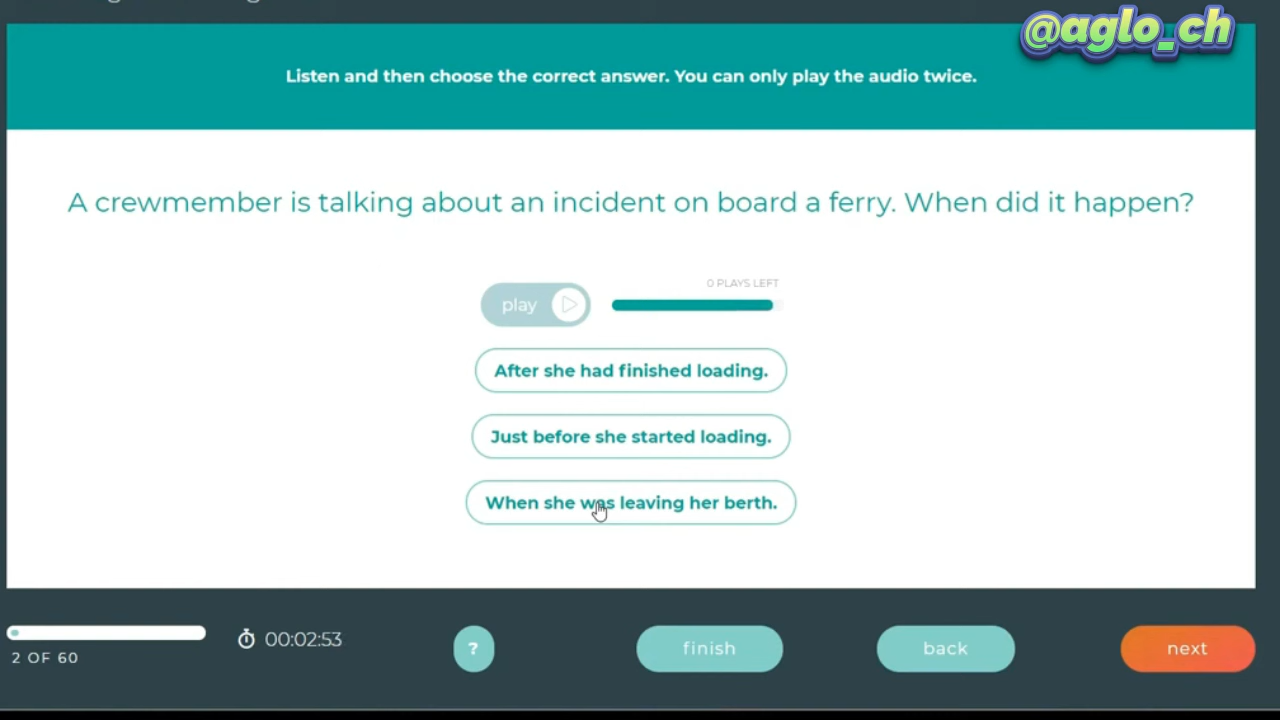 @aglo_ch
Listen and then choose the correct answer. You can only play the audio twice.
A crewmember is talking about an incident on board a ferry. When did it happen?
0 PLAYS LEFT
play
After she had finished loading.
Just before she started loading.
When she was leaving her berth.
00:02:53
2 OF 60
?
finish
back
next